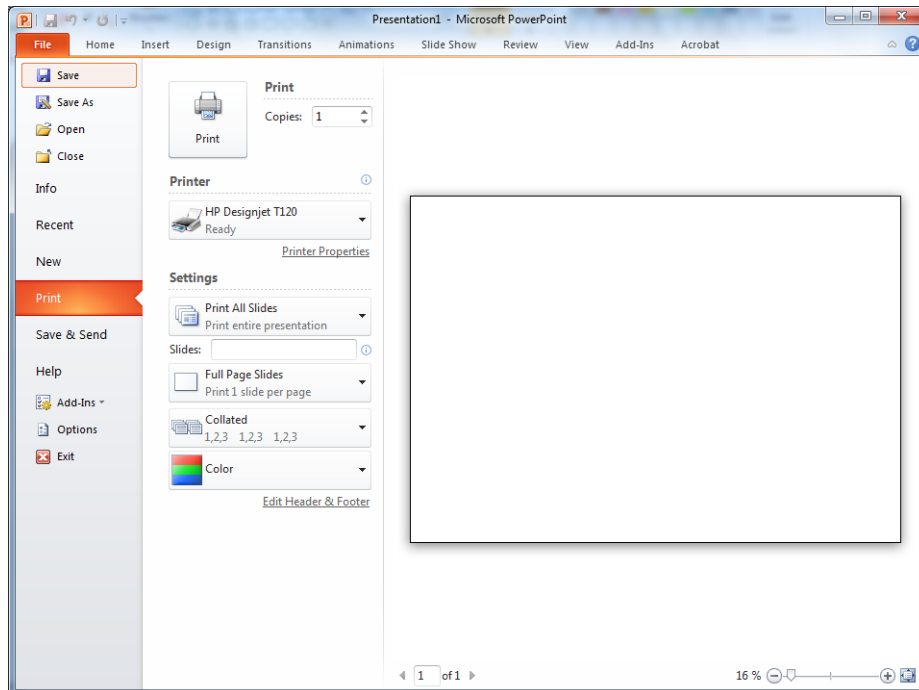 Presentation1 - Microsoft PowerPoint
File Home Insert Design Transitions Animations Slide Show Review View Add-Ins Acrobat
Save
Save As
Open
Close
Info
Recent
New
Print
Save & Send
Help
Add-Ins
Options
Exit
Print
Print
Copies: 1
Printer
HP Designjet T120
Ready
Printer Properties
Settings
Print All Slides
Print entire presentation
Slides:
Full Page Slides
Print 1 slide per page
Collated
1,2,3 1,2,3 1,2,3
Color
Edit Header & Footer
1 of 1
16 %